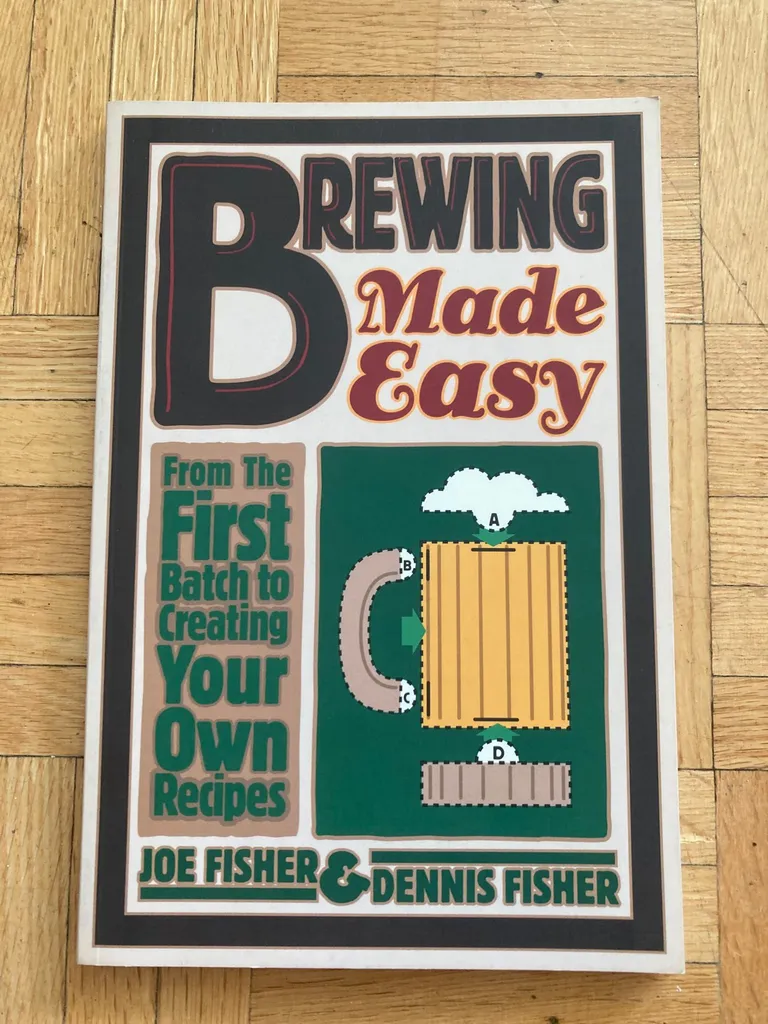 BREWING
Made
Easy
From The
First
Batch to
Creating
Your
Own
Recipes
A
B
C
D
JOE FISHER & DENNIS FISHER